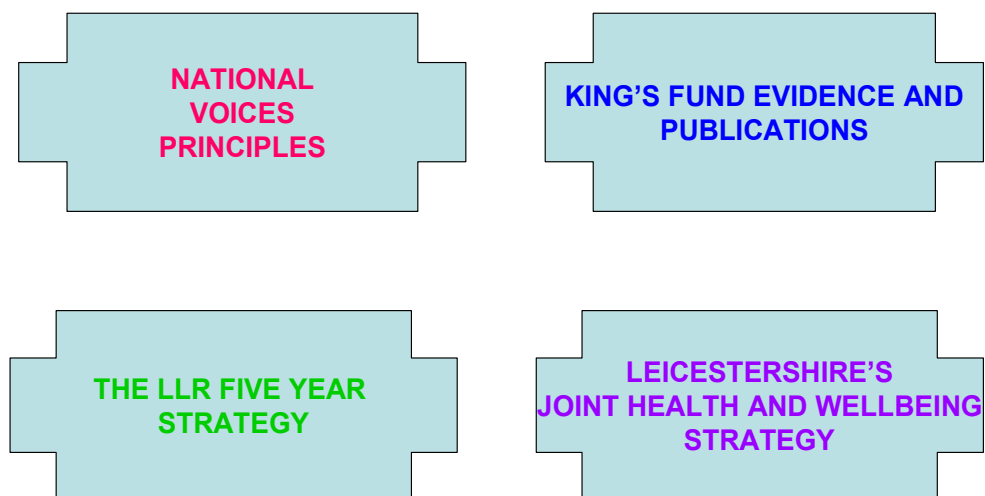 NATIONAL
VOICES
PRINCIPLES
KING’S FUND EVIDENCE AND
PUBLICATIONS
THE LLR FIVE YEAR
STRATEGY
LEICESTERSHIRE’S
JOINT HEALTH AND WELLBEING
STRATEGY